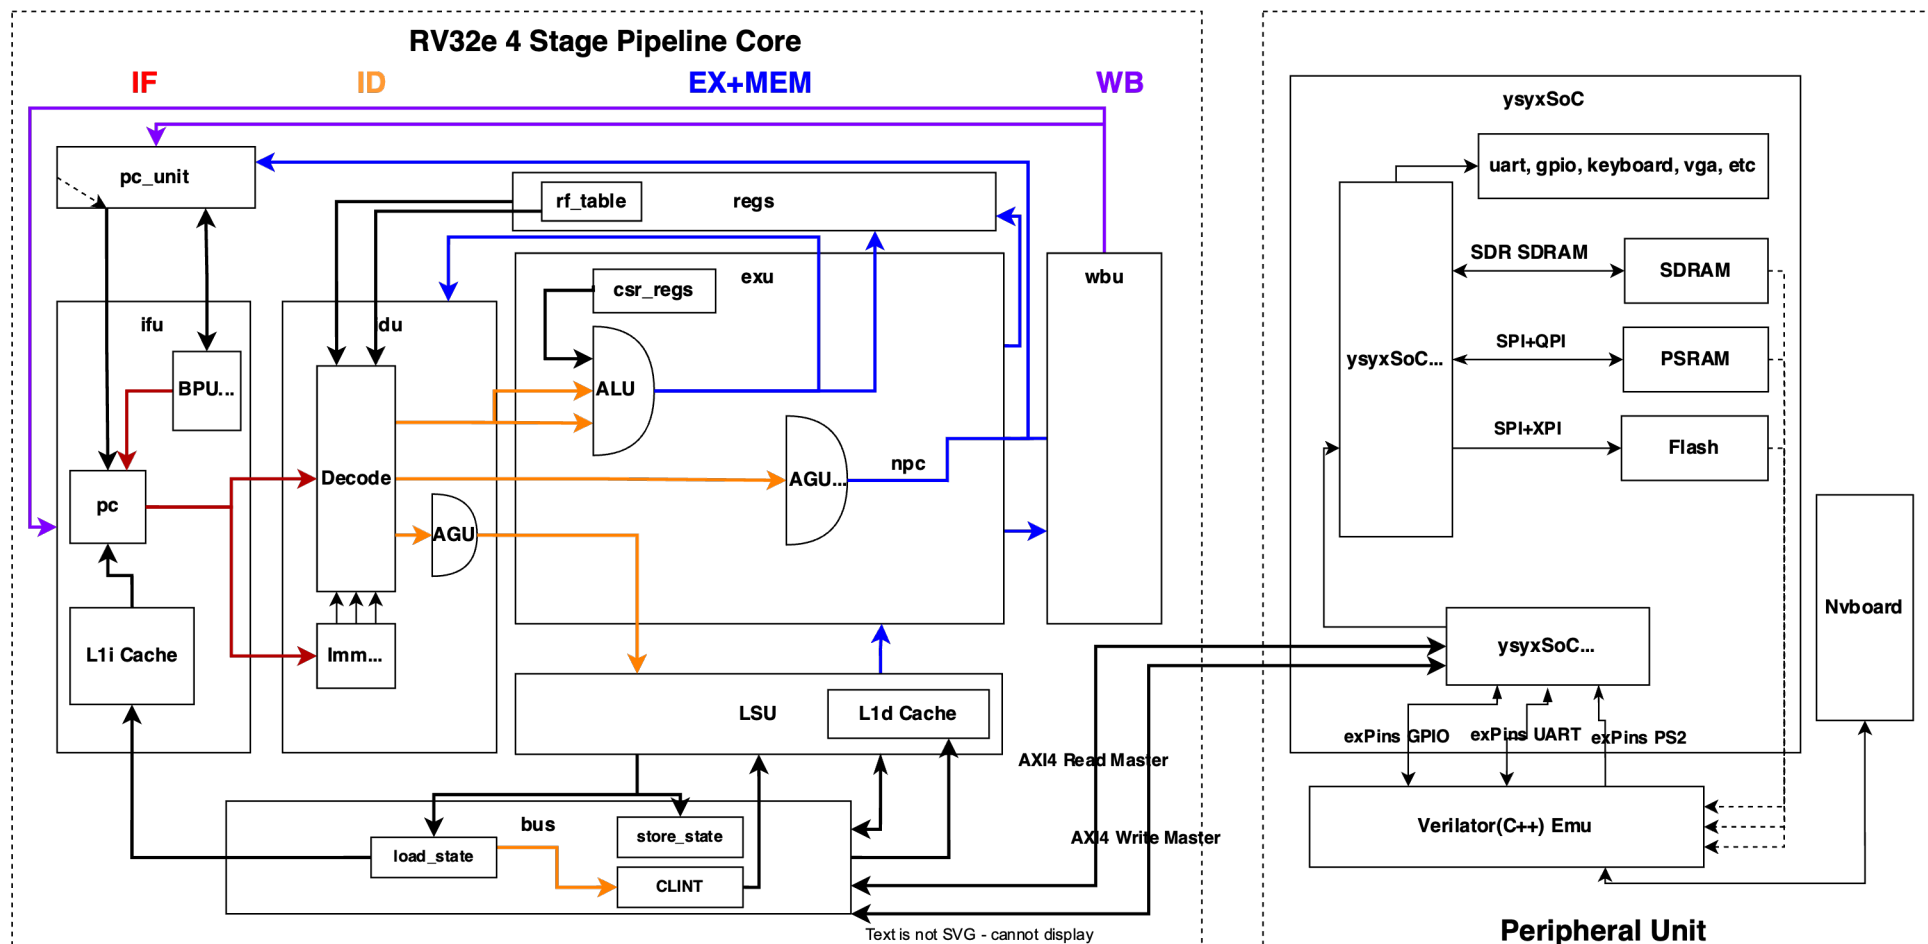 RV32e 4 Stage Pipeline Core
IF
ID
EX+MEM
WB
pc_unit
rf_table
regs
ifu
du
exu
csr_regs
wbu
BPU...
ALU
Decode
AGU...
npc
pc
AGU
L1i Cache
Imm...
LSU
L1d Cache
bus
store_state
load_state
CLINT
AXI4 Read Master
AXI4 Write Master
Text is not SVG - cannot display
ysyxSoC
uart, gpio, keyboard, vga, etc
SDR SDRAM
SDRAM
ysyxSoC...
SPI+QPI
PSRAM
SPI+XPI
Flash
Nvboard
ysyxSoC...
exPins GPIO
exPins UART
exPins PS2
Verilator(C++) Emu
Peripheral Unit